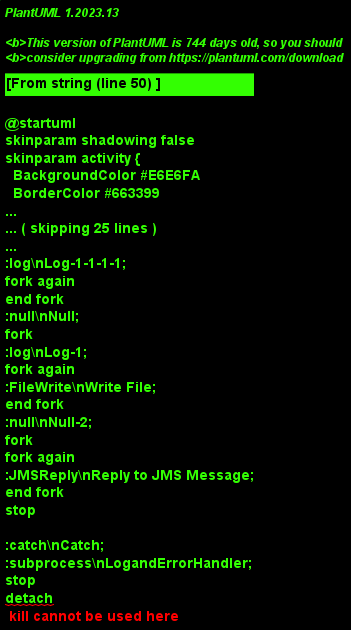 PlantUML 1.2023.13
<b>This version of PlantUML is 744 days old, so you should
<b>consider upgrading from https://plantuml.com/download
[From string (line 50) ]
@startuml
skinparam shadowing false
skinparam activity {
BackgroundColor #E6E6FA
BorderColor #663399
...
... ( skipping 25 lines )
...
:log\nLog-1-1-1-1;
fork again
end fork
:null\nNull;
fork
:log\nLog-1;
fork again
:FileWrite\nWrite File;
end fork
:null\nNull-2;
fork
fork again
:JMSReply\nReply to JMS Message;
end fork
stop
:catch\nCatch;
:subprocess\nLogandErrorHandler;
stop
detach
kill cannot be used here